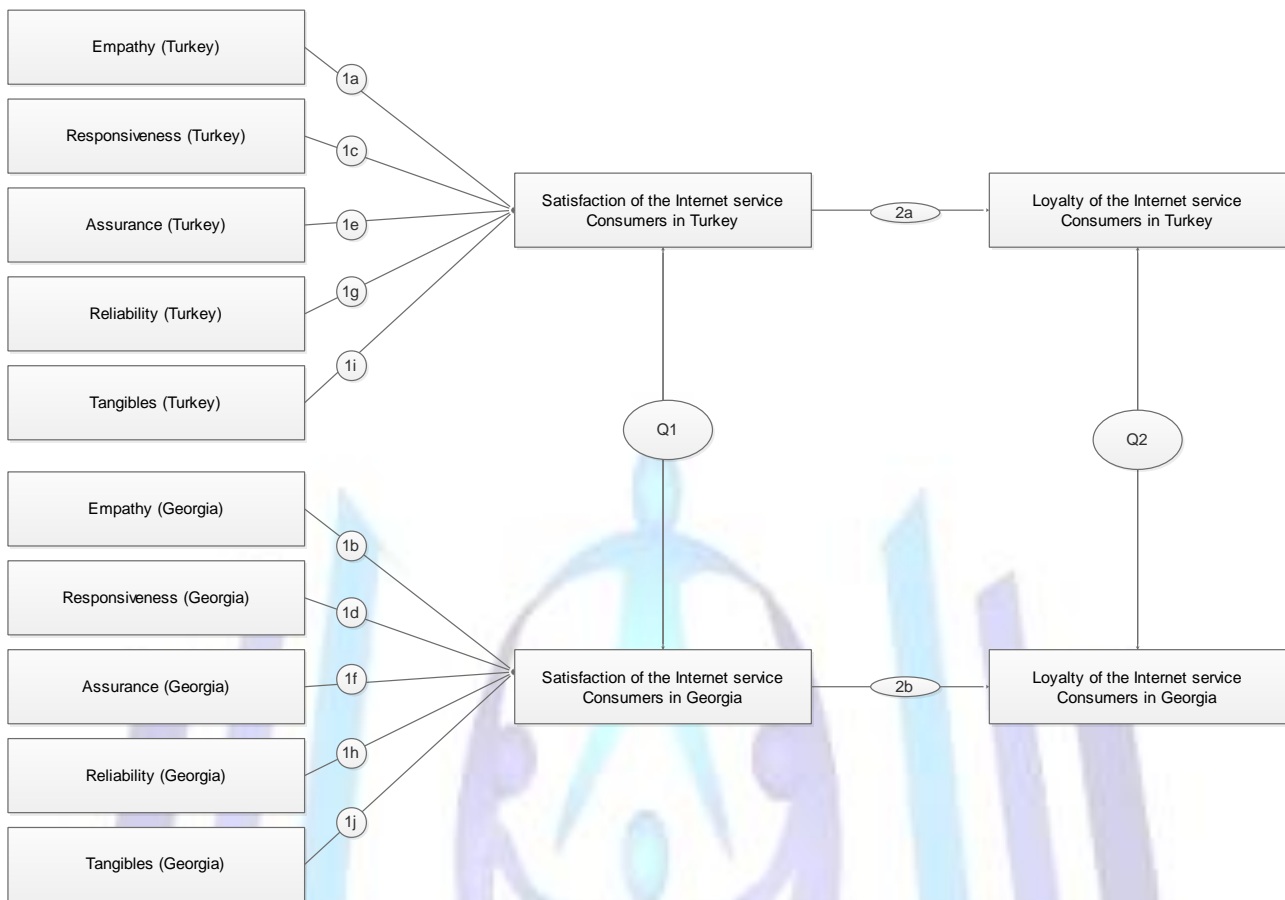 Empathy (Turkey)
1a
Responsiveness (Turkey)
1c
Assurance (Turkey)
1e
Reliability (Turkey)
1g
Tangibles (Turkey)
1i
Satisfaction of the Internet service
Consumers in Turkey
2a
Loyalty of the Internet service
Consumers in Turkey
Q1
Q2
Empathy (Georgia)
1b
Responsiveness (Georgia)
1d
Assurance (Georgia)
1f
Reliability (Georgia)
1h
Tangibles (Georgia)
1j
Satisfaction of the Internet service
Consumers in Georgia
2b
Loyalty of the Internet service
Consumers in Georgia